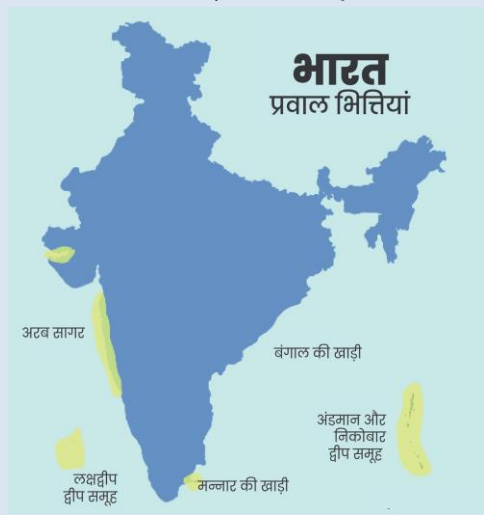 भारत
प्रवाल भित्तियां
अरब सागर
बंगाल की खाड़ी
अंडमान और
निकोबार
द्वीप समूह
लक्षद्वीप
द्वीप समूह
मन्नार की खाड़ी